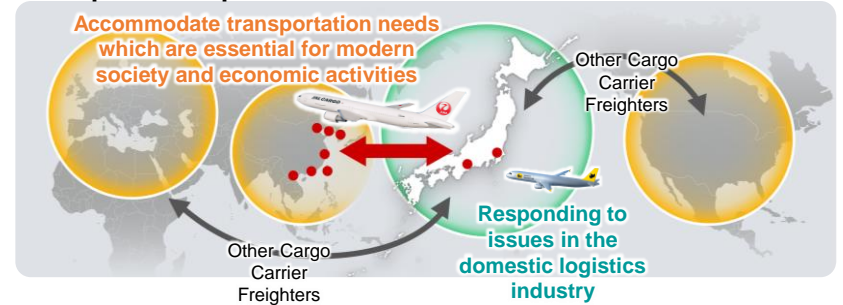 Accommodate transportation needs
which are essential for modern
society and economic activities
Other Cargo
Carrier
Freighters
JAL CARGO
Responding to
issues in the
domestic logistics
industry
Other Cargo
Carrier
Freighters